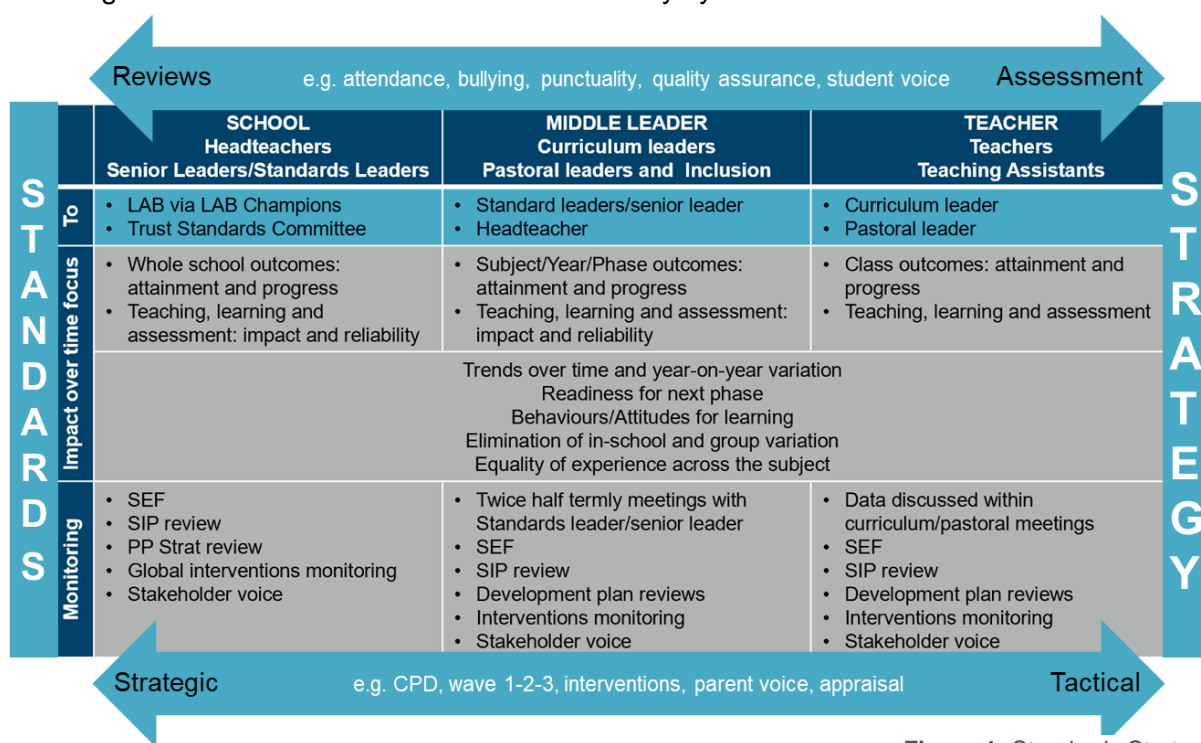 Reviews e.g. attendance, bullying, punctuality, quality assurance, student voice Assessment
STANDARDS
STRATEGY
SCHOOL
Headteachers
Senior Leaders/Standards Leaders
MIDDLE LEADER
Curriculum leaders
Pastoral leaders and Inclusion
TEACHER
Teachers
Teaching Assistants
To
• LAB via LAB Champions
• Trust Standards Committee
• Standard leaders/senior leader
• Headteacher
• Curriculum leader
• Pastoral leader
Impact over time focus
• Whole school outcomes:
attainment and progress
• Teaching, learning and
assessment: impact and reliability
• Subject/Year/Phase outcomes:
attainment and progress
• Teaching, learning and assessment:
impact and reliability
• Class outcomes: attainment and
progress
• Teaching, learning and assessment
Trends over time and year-on-year variation
Readiness for next phase
Behaviours/Attitudes for learning
Elimination of in-school and group variation
Equality of experience across the subject
Monitoring
• SEF
• SIP review
• PP Strat review
• Global interventions monitoring
• Stakeholder voice
• Twice half termly meetings with
Standards leader/senior leader
• SEF
• SIP review
• Development plan reviews
• Interventions monitoring
• Stakeholder voice
• Data discussed within
curriculum/pastoral meetings
• SEF
• SIP review
• Development plan reviews
• Interventions monitoring
• Stakeholder voice
Strategic e.g. CPD, wave 1-2-3, interventions, parent voice, appraisal Tactical